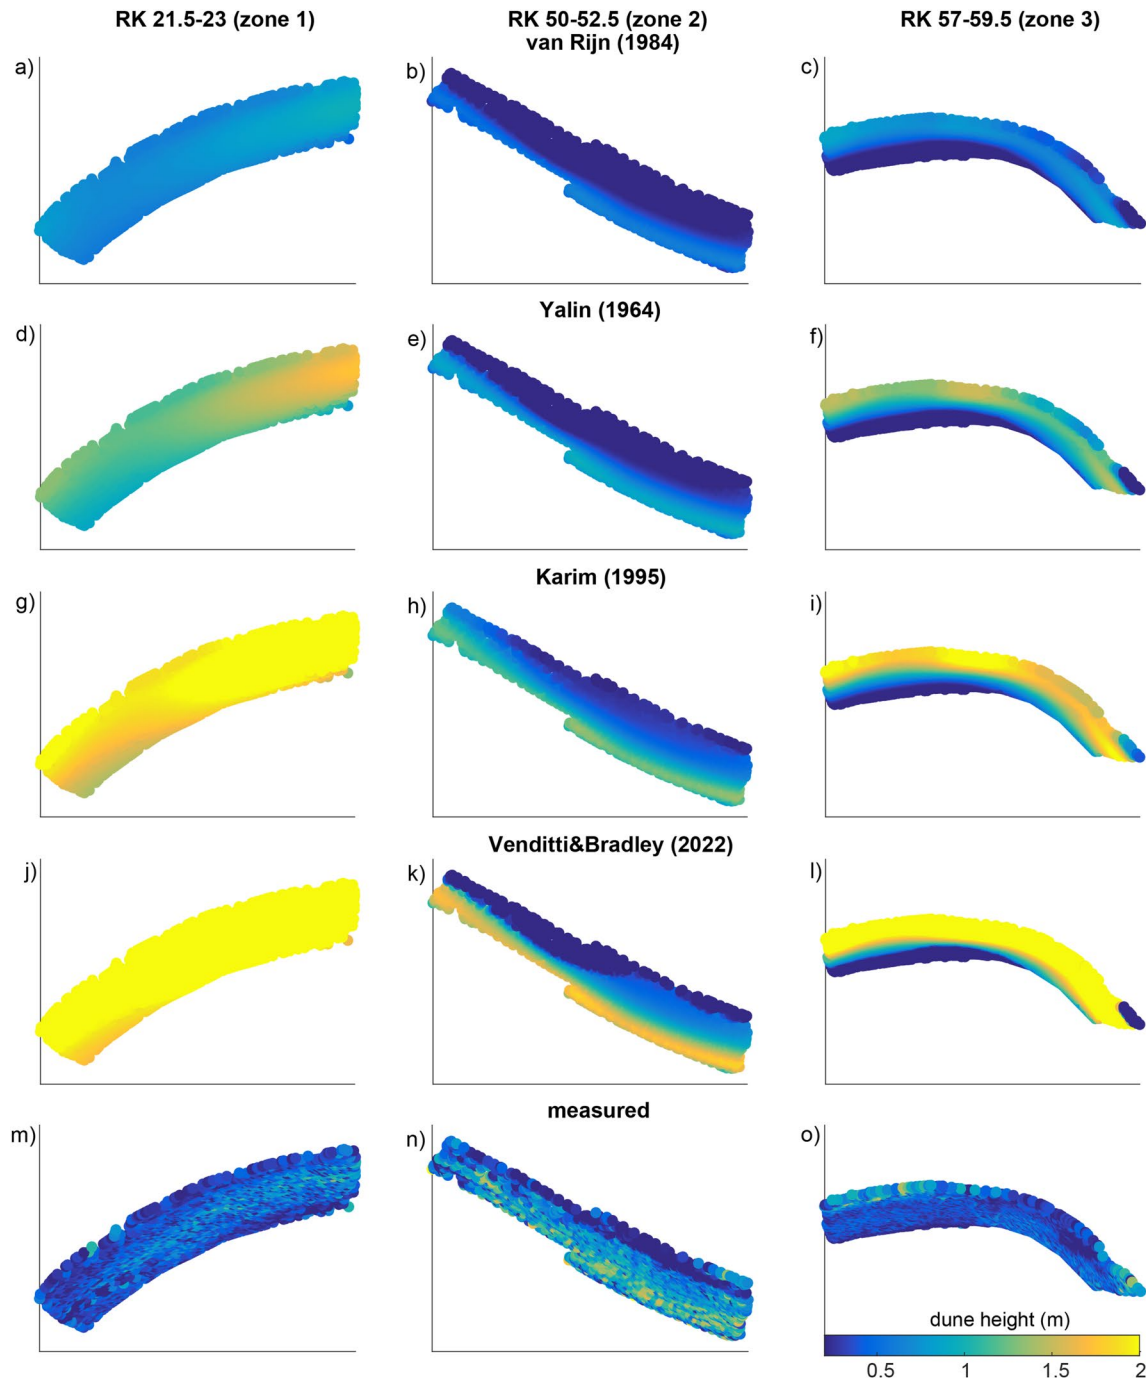 RK 21.5-23 (zone 1)
RK 50-52.5 (zone 2)
RK 57-59.5 (zone 3)
van Rijn (1984)
a)
b)
c)
Yalin (1964)
d)
e)
f)
Karim (1995)
g)
h)
i)
Venditti&Bradley (2022)
j)
k)
l)
measured
m)
n)
o)
dune height (m)
0.5 1 1.5 2